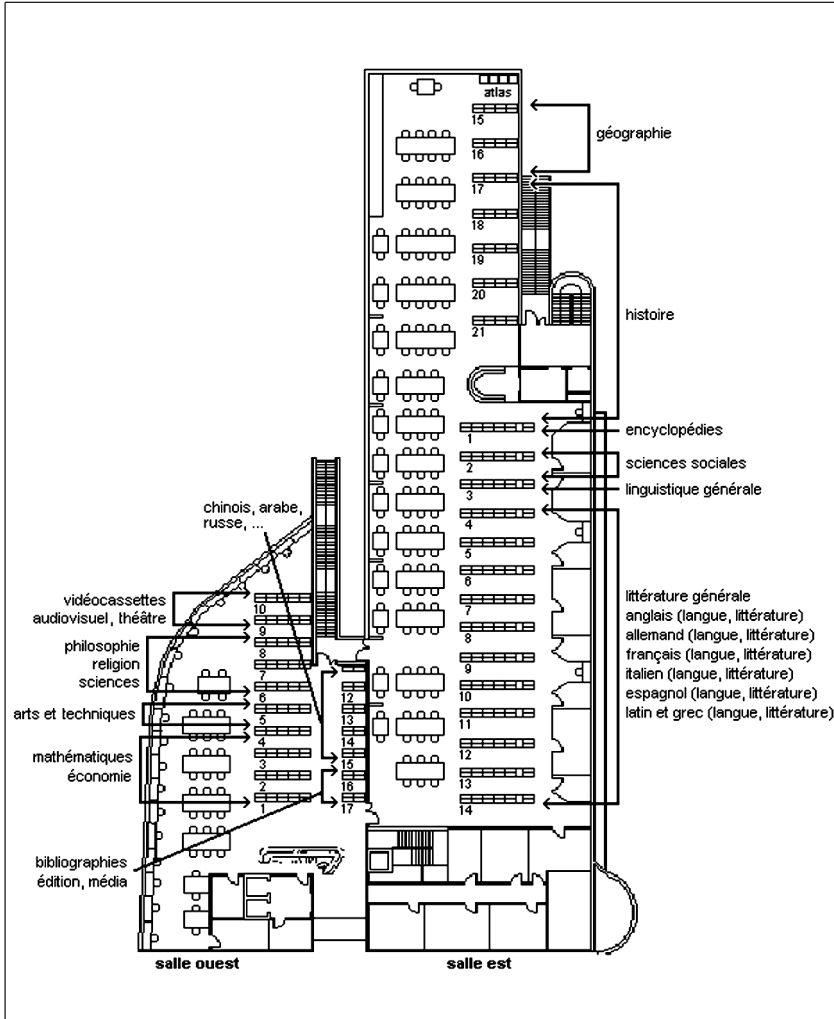 atlas
15
géographie
16
17
18
19
20
histoire
21
1
encyclopédies
2
sciences sociales
3
linguistique générale
4
5
6
7
8
9
10
11
12
13
14
littérature générale
anglais (langue, littérature)
allemand (langue, littérature)
français (langue, littérature)
italien (langue, littérature)
espagnol (langue, littérature)
latin et grec (langue, littérature)
chinois, arabe,
russe, ...
vidéocassettes
audiovisuel, théâtre
philosophie
religion
sciences
arts et techniques
mathématiques
économie
bibliographies
édition, média
10
9
8
7
6
5
4
3
2
1
12
13
14
15
16
17
salle ouest
salle est